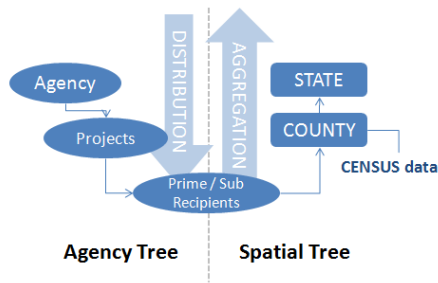 Agency
Projects
DISTRIBUTION
AGGREGATION
STATE
COUNTY
CENSUS data
Prime / Sub
Recipients
Agency Tree
Spatial Tree